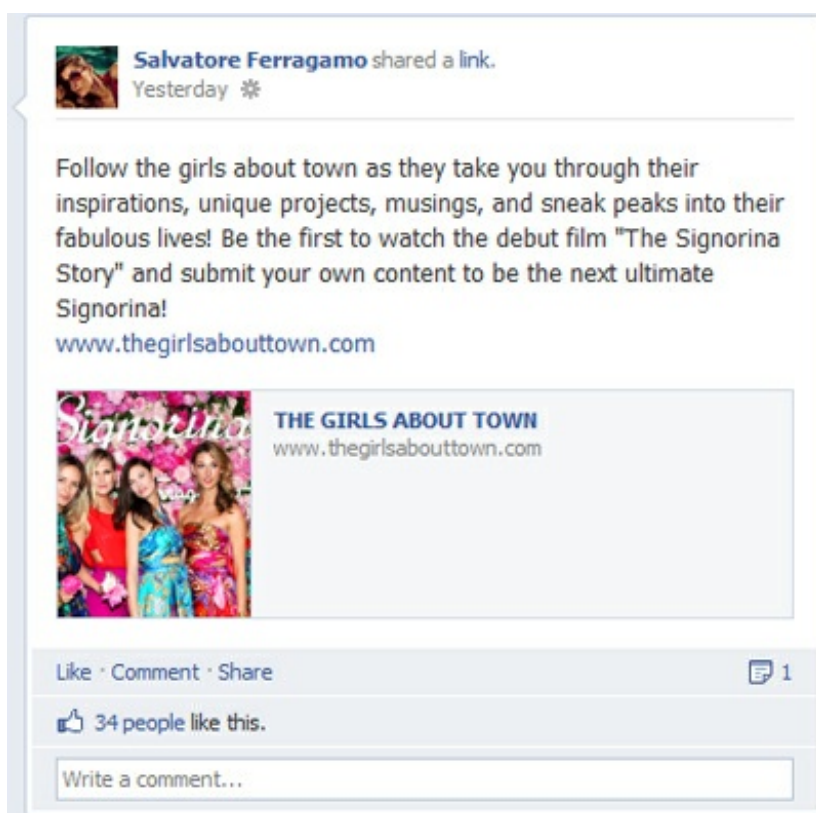 Salvatore Ferragamo shared a link.
Yesterday
Follow the girls about town as they take you through their
inspirations, unique projects, musings, and sneak peaks into their
fabulous lives! Be the first to watch the debut film "The Signorina
Story" and submit your own content to be the next ultimate
Signorina!
www.thegirlsabouttown.com
Signorina
THE GIRLS ABOUT TOWN
www.thegirlsabouttown.com
Like · Comment · Share
1
34 people like this.
Write a comment...